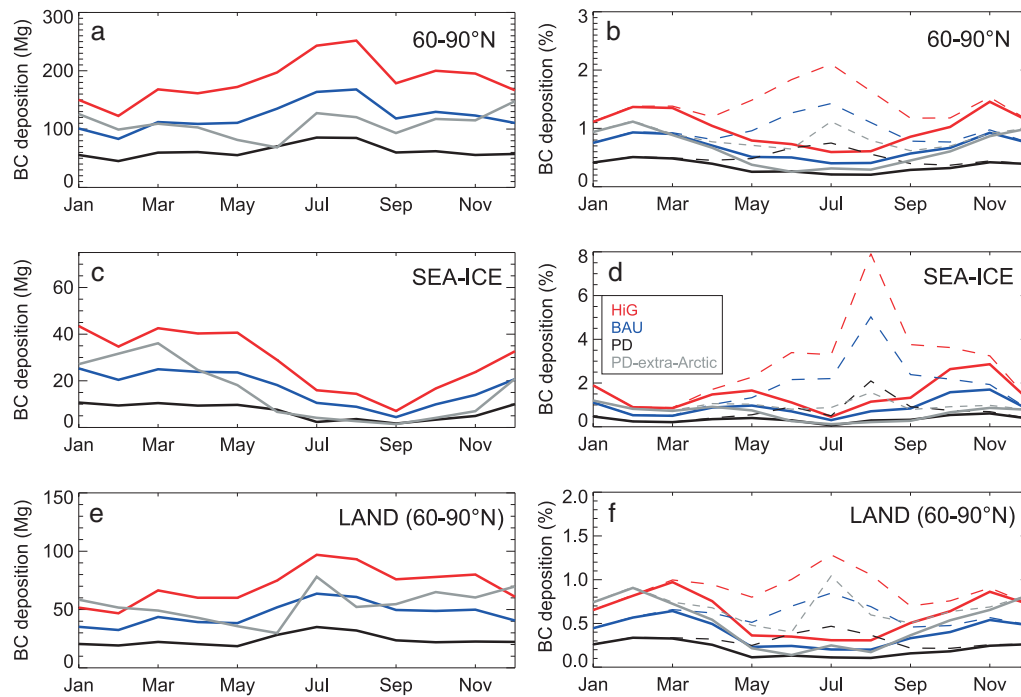 a
60-90°N
BC deposition (Mg)
300
200
100
0
Jan Mar May Jul Sep Nov
b
60-90°N
BC deposition (%)
3
2
1
0
Jan Mar May Jul Sep Nov
c
SEA-ICE
BC deposition (Mg)
60
40
20
0
Jan Mar May Jul Sep Nov
d
SEA-ICE
BC deposition (%)
8
6
4
2
0
HiG
BAU
PD
PD-extra-Arctic
Jan Mar May Jul Sep Nov
e
LAND (60-90°N)
BC deposition (Mg)
150
100
50
0
Jan Mar May Jul Sep Nov
f
LAND (60-90°N)
BC deposition (%)
2.0
1.5
1.0
0.5
0.0
Jan Mar May Jul Sep Nov